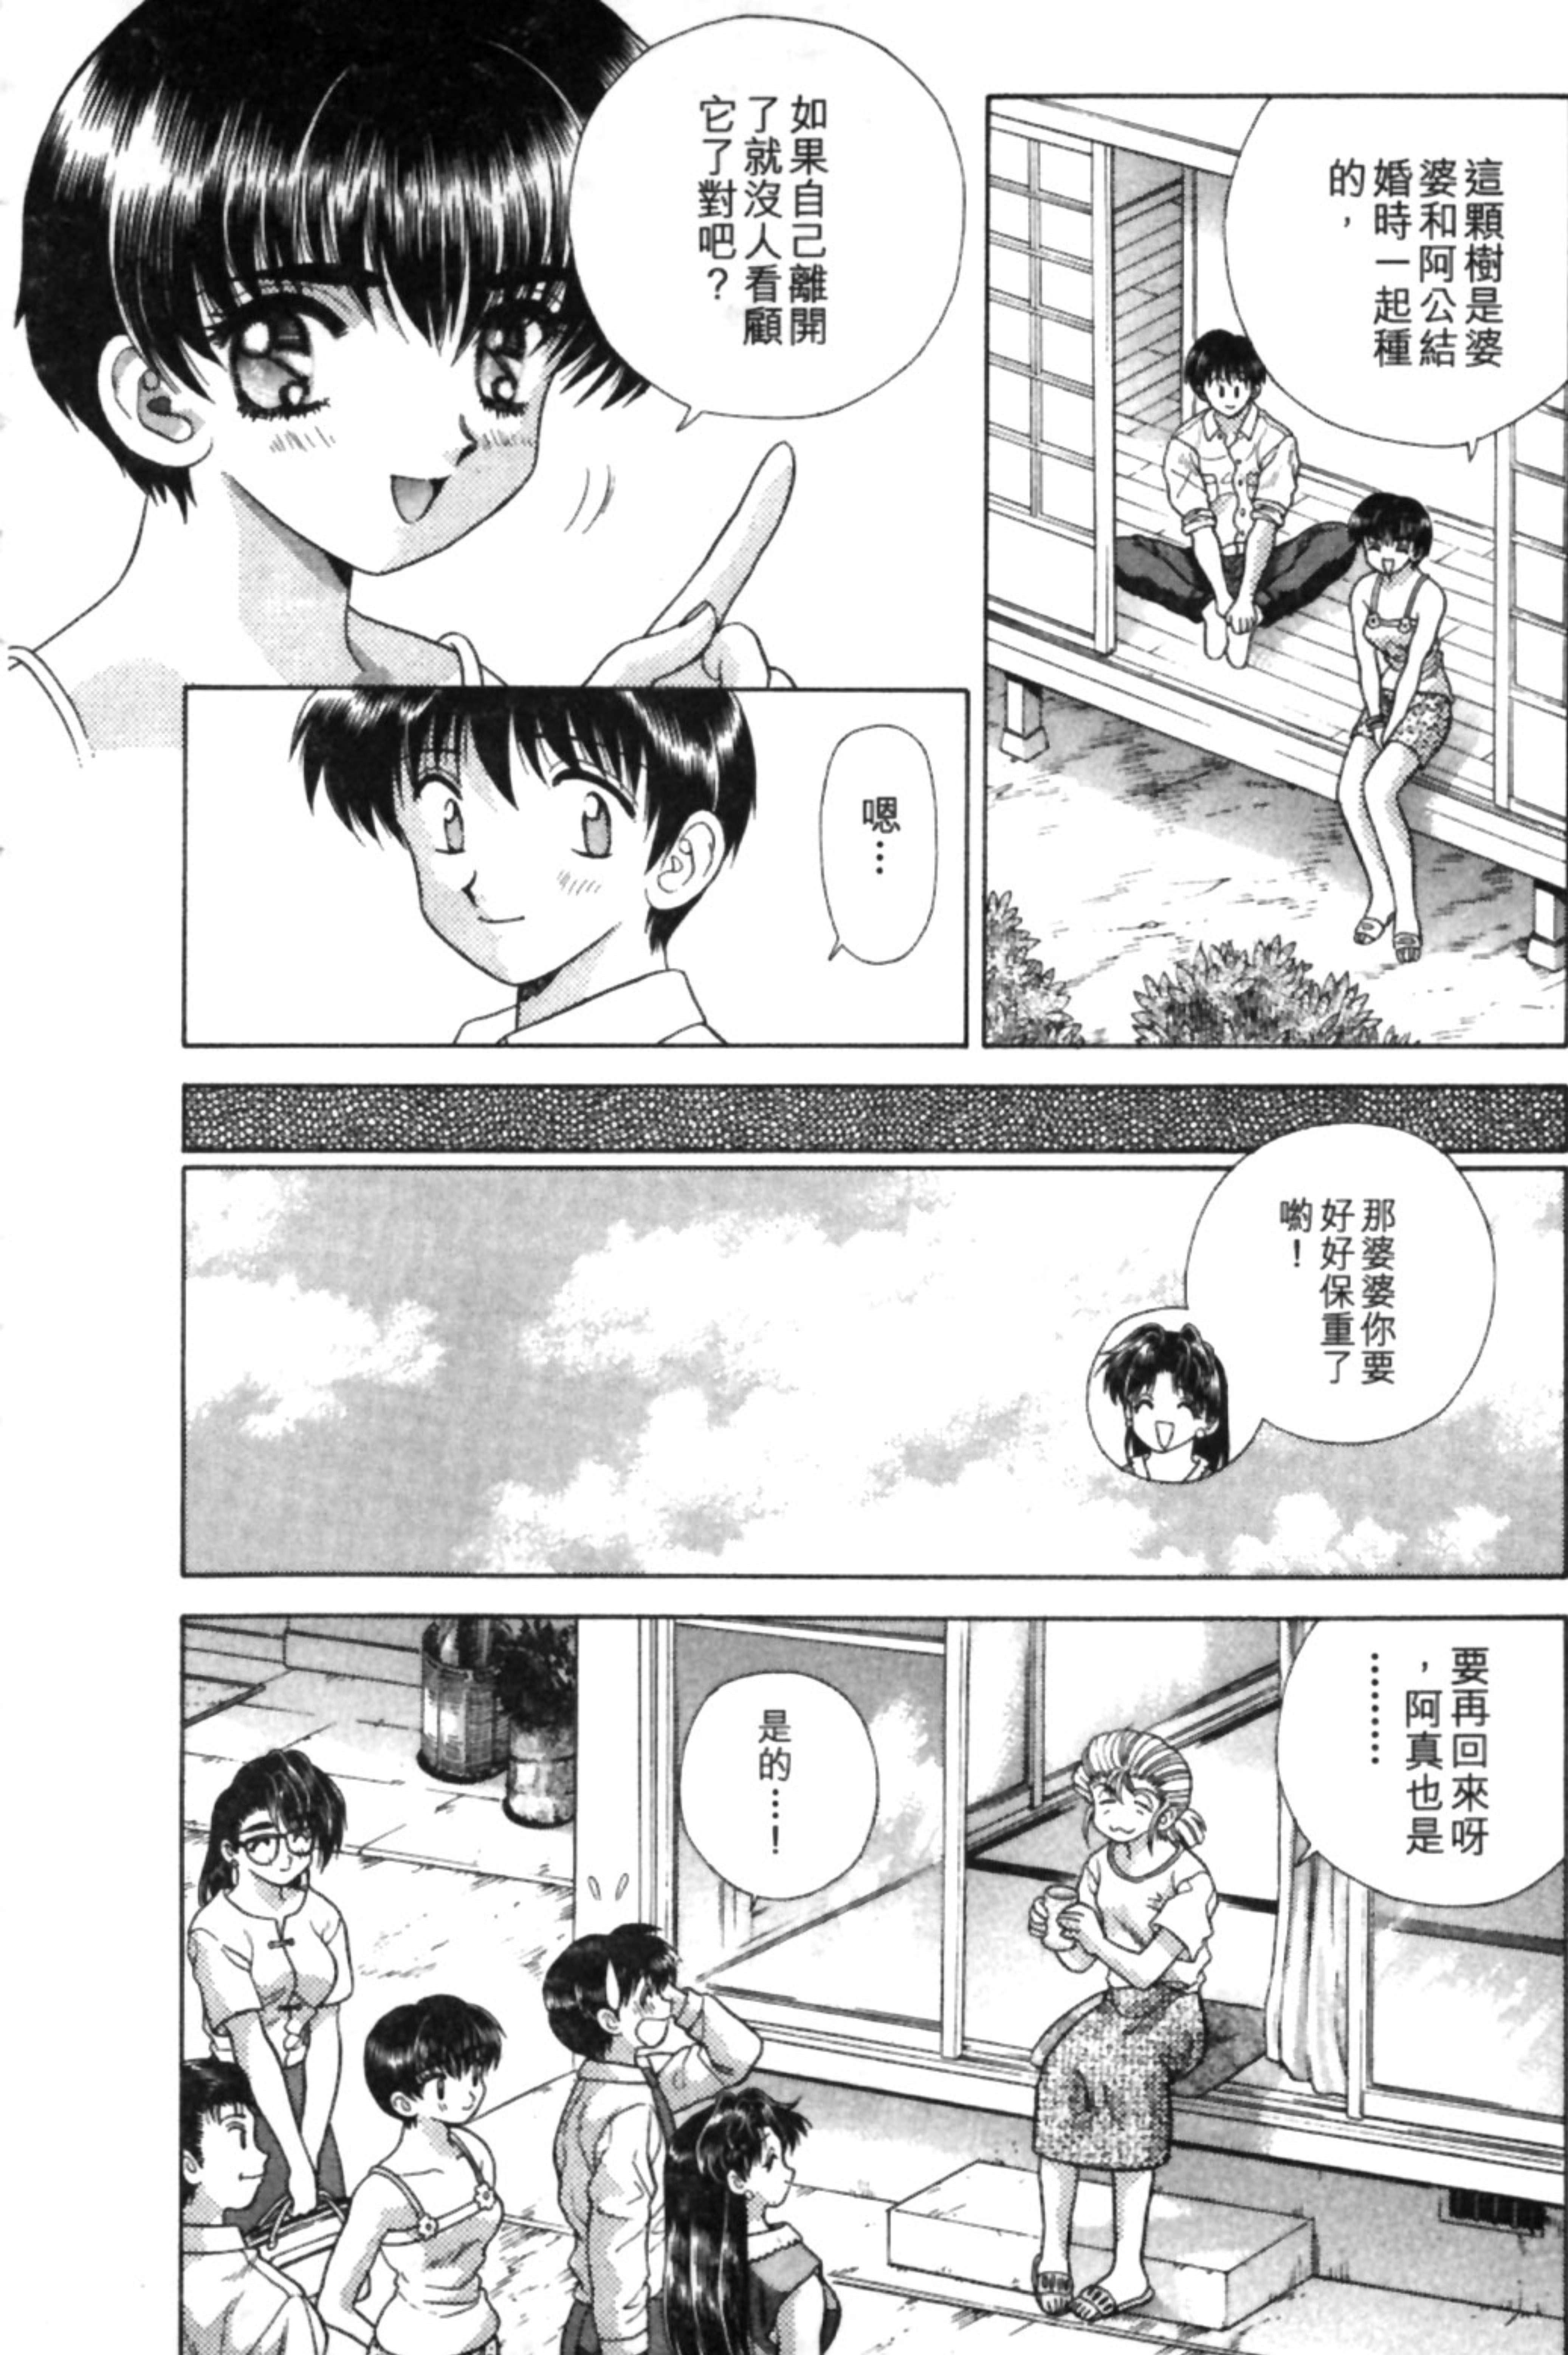 這顆樹是婆
婆和阿公結
婚時一起種
的，
如果自己離開
了就沒人看顧
它了對吧？
嗯…
那婆婆你要
好好保重了
喲！
要再回來呀
，阿真也是
………
是的…！